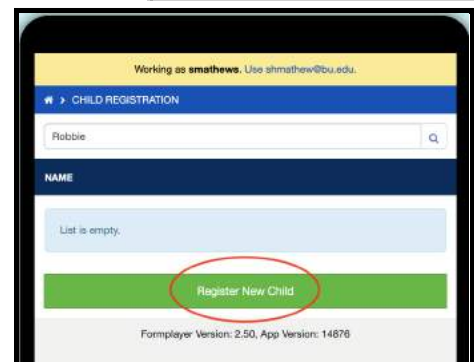 Working as smathews. Use shmathew@bu.edu.
> CHILD REGISTRATION
Robbie
NAME
List is empty.
Register New Child
Formplayer Version: 2.50, App Version: 14876